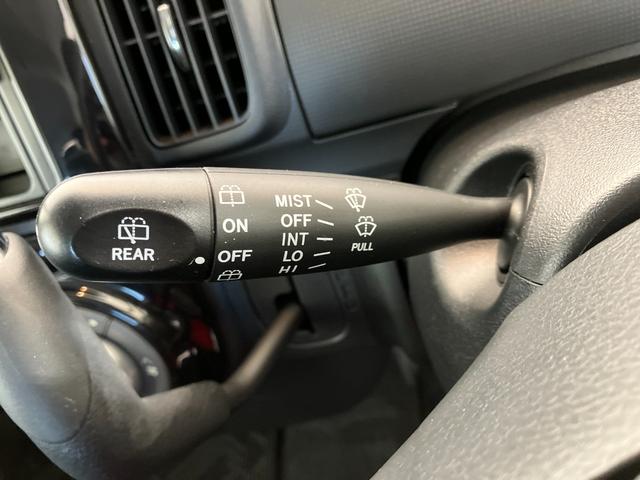 REAR
ON
OFF
MIST
OFF
INT
LO
HI
PULL